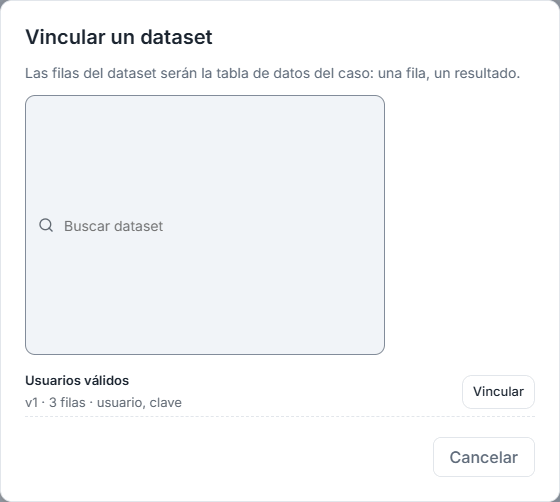 Vincular un dataset
Las filas del dataset serán la tabla de datos del caso: una fila, un resultado.
Buscar dataset
Usuarios válidos
v1 · 3 filas · usuario, clave
Vincular
Cancelar